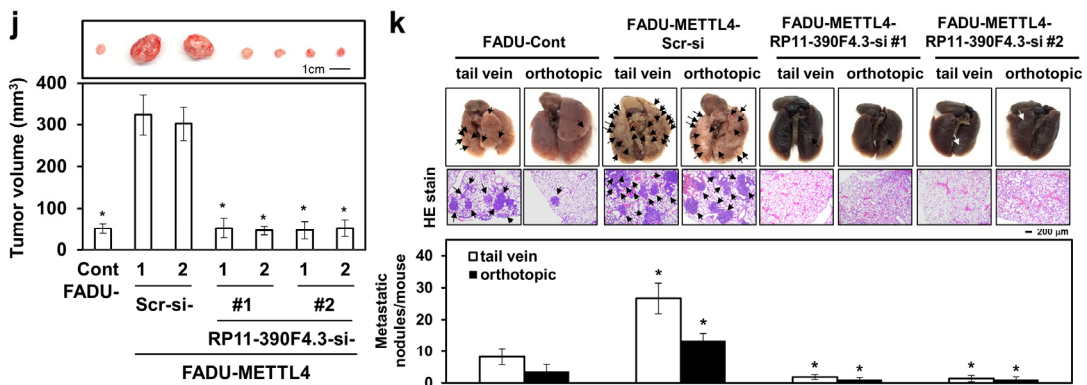 j
1cm
Tumor volume (mm3)
400
300
200
100
0
*
*
*
*
*
Cont
1
2
1
2
1
2
FADU-
Scr-si-
#1
#2
RP11-390F4.3-si-
FADU-METTL4
k
FADU-Cont
FADU-METTL4-
Scr-si
FADU-METTL4-
RP11-390F4.3-si #1
FADU-METTL4-
RP11-390F4.3-si #2
tail vein
orthotopic
tail vein
orthotopic
tail vein
orthotopic
tail vein
orthotopic
HE stain
200 μm
Metastatic
nodules/mouse
40
30
20
10
0
tail vein
orthotopic
*
*
*
*
*
*